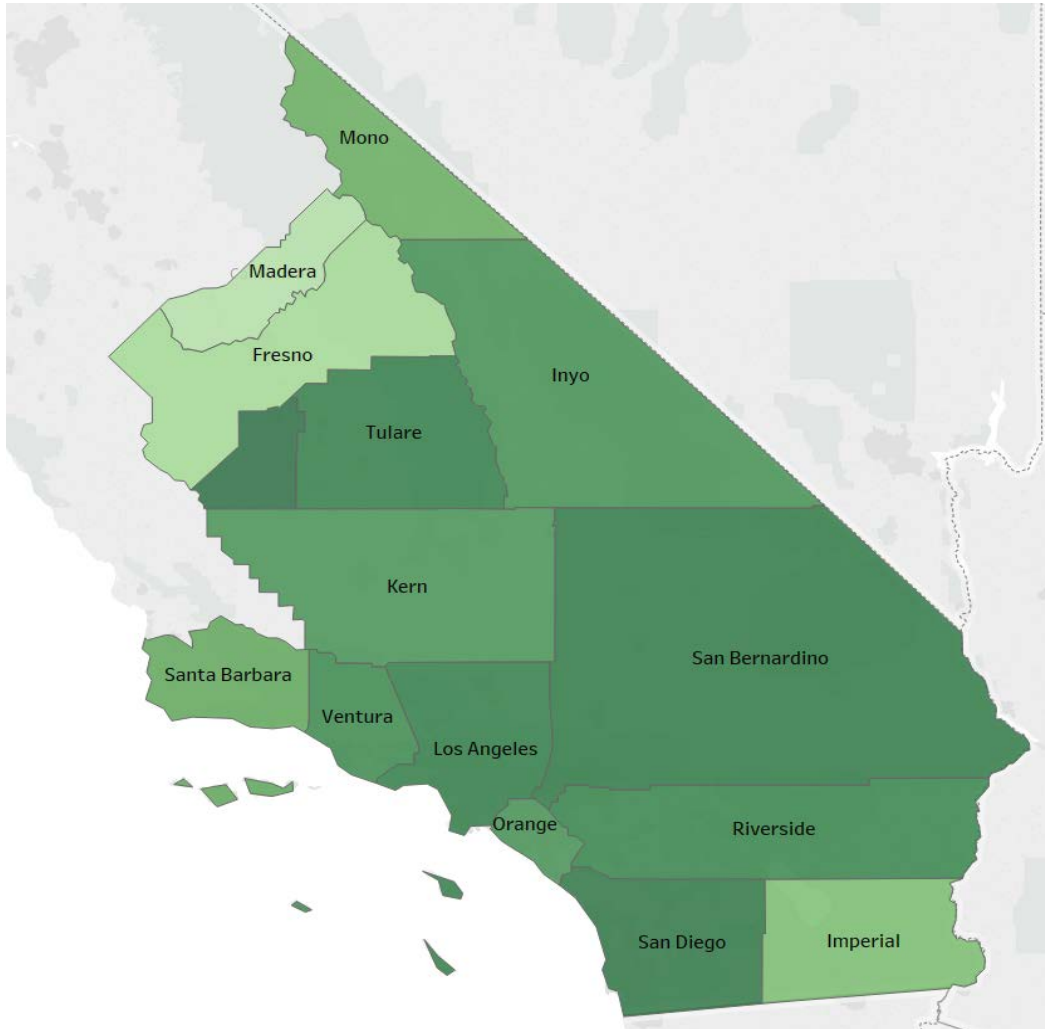 Mono
Madera
Fresno
Inyo
Tulare
Kern
San Bernardino
Santa Barbara
Ventura
Los Angeles
Orange
Riverside
San Diego
Imperial